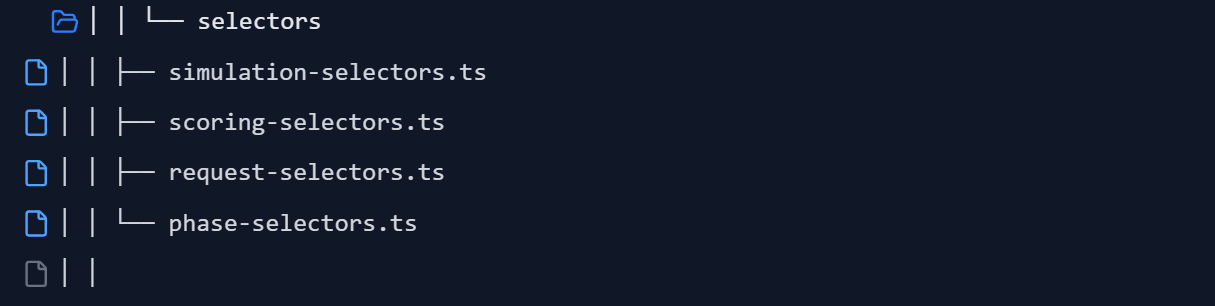 │ │ └── selectors
│ │ ├── simulation-selectors.ts
│ │ ├── scoring-selectors.ts
│ │ ├── request-selectors.ts
│ │ └── phase-selectors.ts
│ │